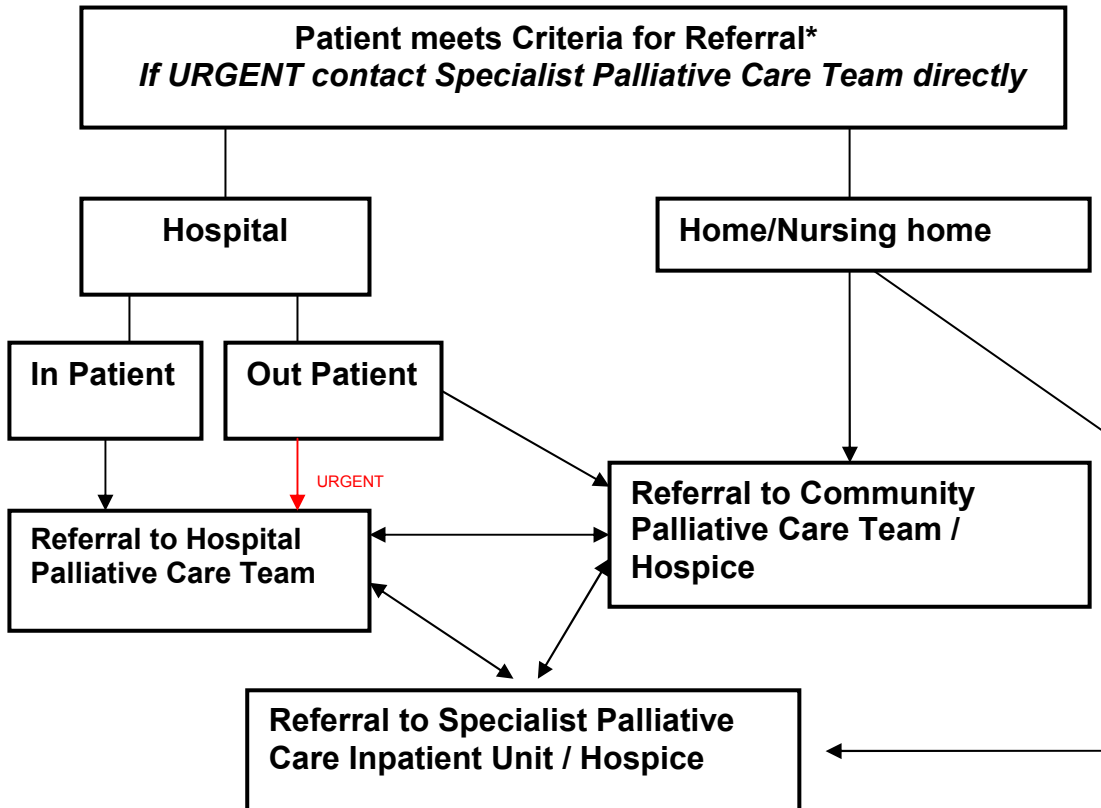 Patient meets Criteria for Referral*
If URGENT contact Specialist Palliative Care Team directly
Hospital
Home/Nursing home
In Patient
Out Patient
URGENT
Referral to Hospital
Palliative Care Team
Referral to Community
Palliative Care Team /
Hospice
Referral to Specialist Palliative
Care Inpatient Unit / Hospice